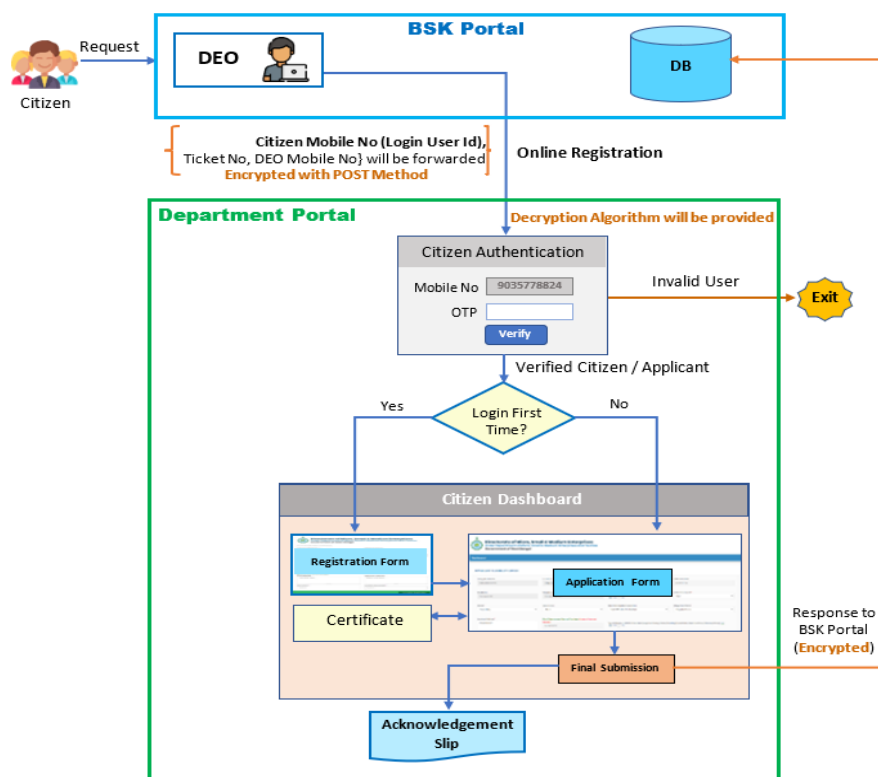 BSK Portal
Request
DEO
DB
Citizen
Citizen Mobile No (Login User Id),
Ticket No, DEO Mobile No} will be forwarded
Encrypted with POST Method
Online Registration
Department Portal
Decryption Algorithm will be provided
Citizen Authentication
Mobile No 9035778824
OTP
Verify
Invalid User
Exit
Verified Citizen / Applicant
Yes
Login First
Time?
No
Citizen Dashboard
Registration Form
Application Form
Certificate
Final Submission
Response to
BSK Portal
(Encrypted)
Acknowledgement
Slip